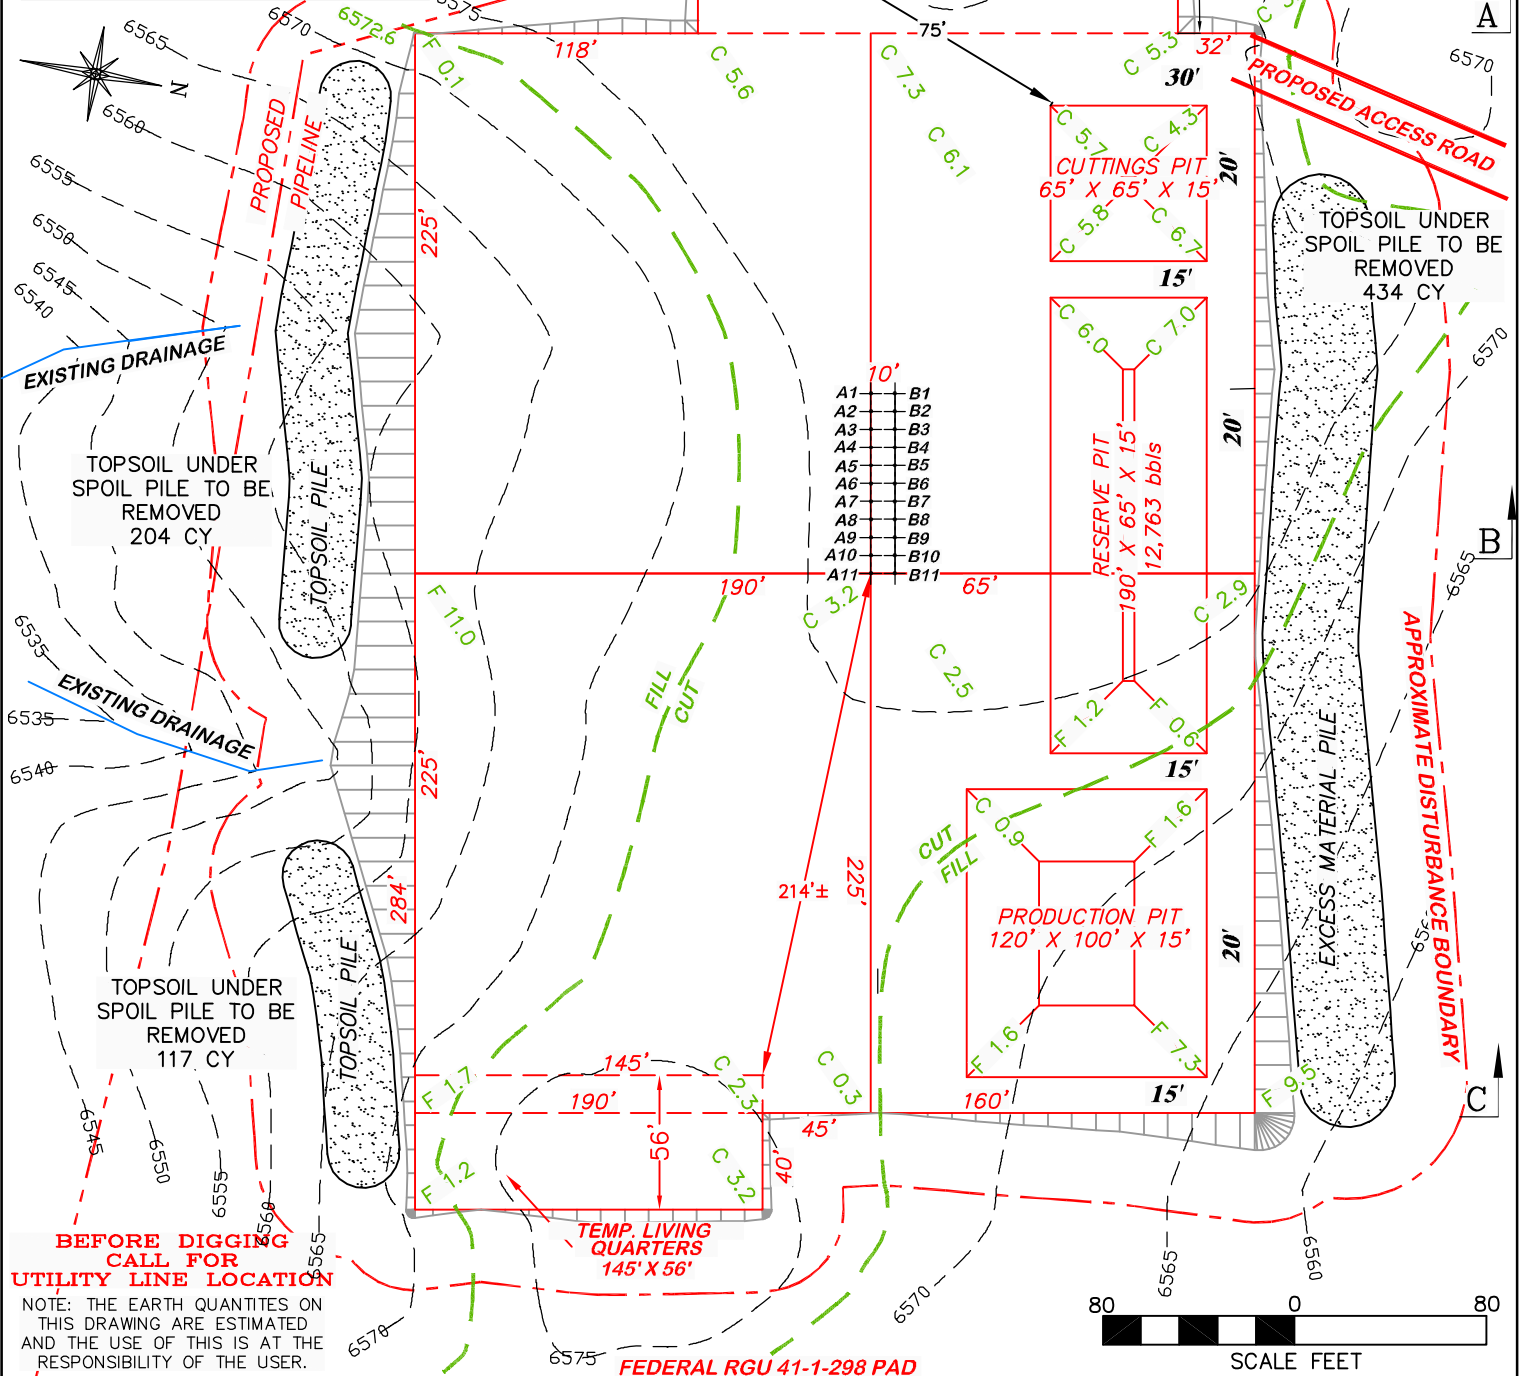 A
6565
6570
6572.6
6575
F 0.1
118'
C 5.6
75'
C 7.3
C 5.3
32'
30'
6570
PROPOSED ACCESS ROAD
N
6560
6555
6550
6545
6540
PROPOSED
PIPELINE
225'
C 6.1
C 5.7
C 4.3
CUTTINGS PIT
65' X 65' X 15'
C 5.8
C 6.7
20'
15'
TOPSOIL UNDER
SPOIL PILE TO BE
REMOVED
434 CY
EXISTING DRAINAGE
C 6.0
C 7.0
6570
10'
A1 B1
A2 B2
A3 B3
A4 B4
A5 B5
A6 B6
A7 B7
A8 B8
A9 B9
A10 B10
A11 B11
RESERVE PIT
190' X 65' X 15'
12,763 bbls
20'
TOPSOIL UNDER
SPOIL PILE TO BE
REMOVED
204 CY
TOPSOIL PILE
B
6565
190'
65'
F 11.0
C 3.2
C 2.9
C 2.5
6535
EXISTING DRAINAGE
6535
6540
FILL
CUT
F 1.2
F 0.6
15'
225'
APPROXIMATE DISTURBANCE BOUNDARY
EXCESS MATERIAL PILE
C 0.9
F 1.6
CUT
FILL
284'
214'±
225'
PRODUCTION PIT
120' X 100' X 15'
20'
TOPSOIL UNDER
SPOIL PILE TO BE
REMOVED
117 CY
TOPSOIL PILE
F 1.6
F 7.3
145'
F 1.7
C 2.3
C 0.3
190'
160'
15'
F 9.5
C
45'
56'
40'
F 1.2
C 3.2
6545
6550
6555
6560
6565
TEMP. LIVING
QUARTERS
145' X 56'
BEFORE DIGGING
CALL FOR
UTILITY LINE LOCATION
NOTE: THE EARTH QUANTITES ON
THIS DRAWING ARE ESTIMATED
AND THE USE OF THIS IS AT THE
RESPONSIBILITY OF THE USER.
6570
6575
6570
6565
6560
80 0 80
SCALE FEET
FEDERAL RGU 41-1-298 PAD